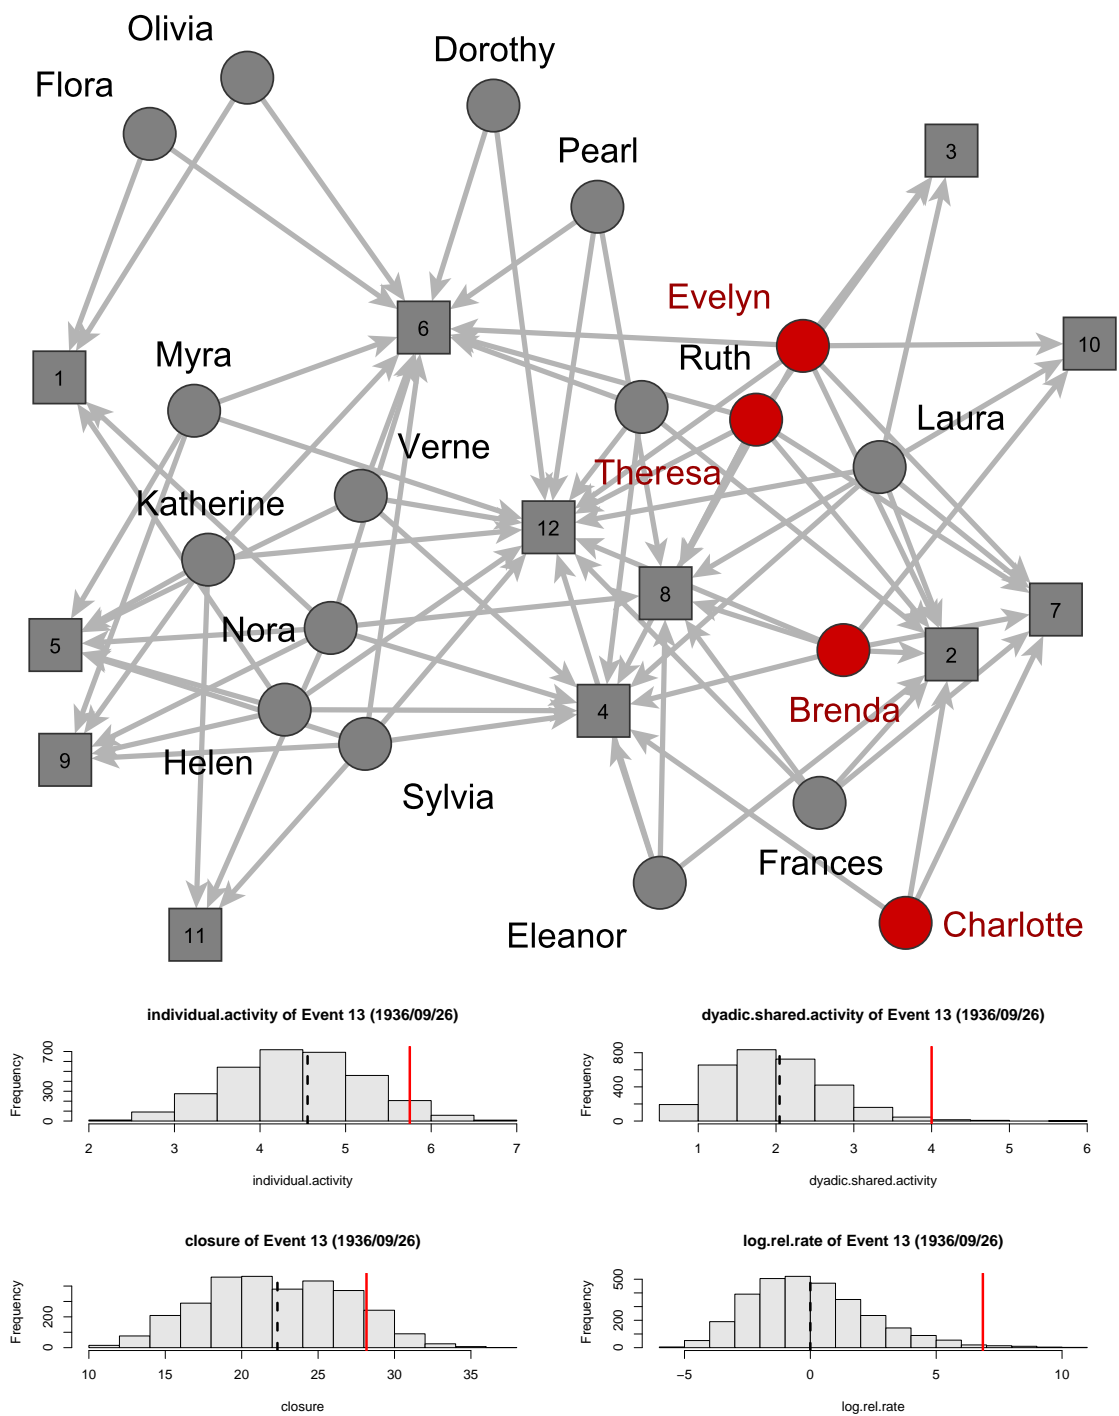 Olivia
Dorothy
Flora
Pearl
3
Evelyn
6
Ruth
10
Myra
1
Laura
Verne
Theresa
Katherine
12
8
7
Nora
5
2
4
Brenda
9
Helen
Sylvia
Frances
Eleanor
Charlotte
11
individual.activity of Event 13 (1936/09/26)
Frequency
0 300 700
2 3 4 5 6 7
individual.activity
dyadic.shared.activity of Event 13 (1936/09/26)
Frequency
0 400 800
1 2 3 4 5 6
dyadic.shared.activity
closure of Event 13 (1936/09/26)
Frequency
0 200
10 15 20 25 30 35
closure
log.rel.rate of Event 13 (1936/09/26)
Frequency
0 200 500
−5 0 5 10
log.rel.rate